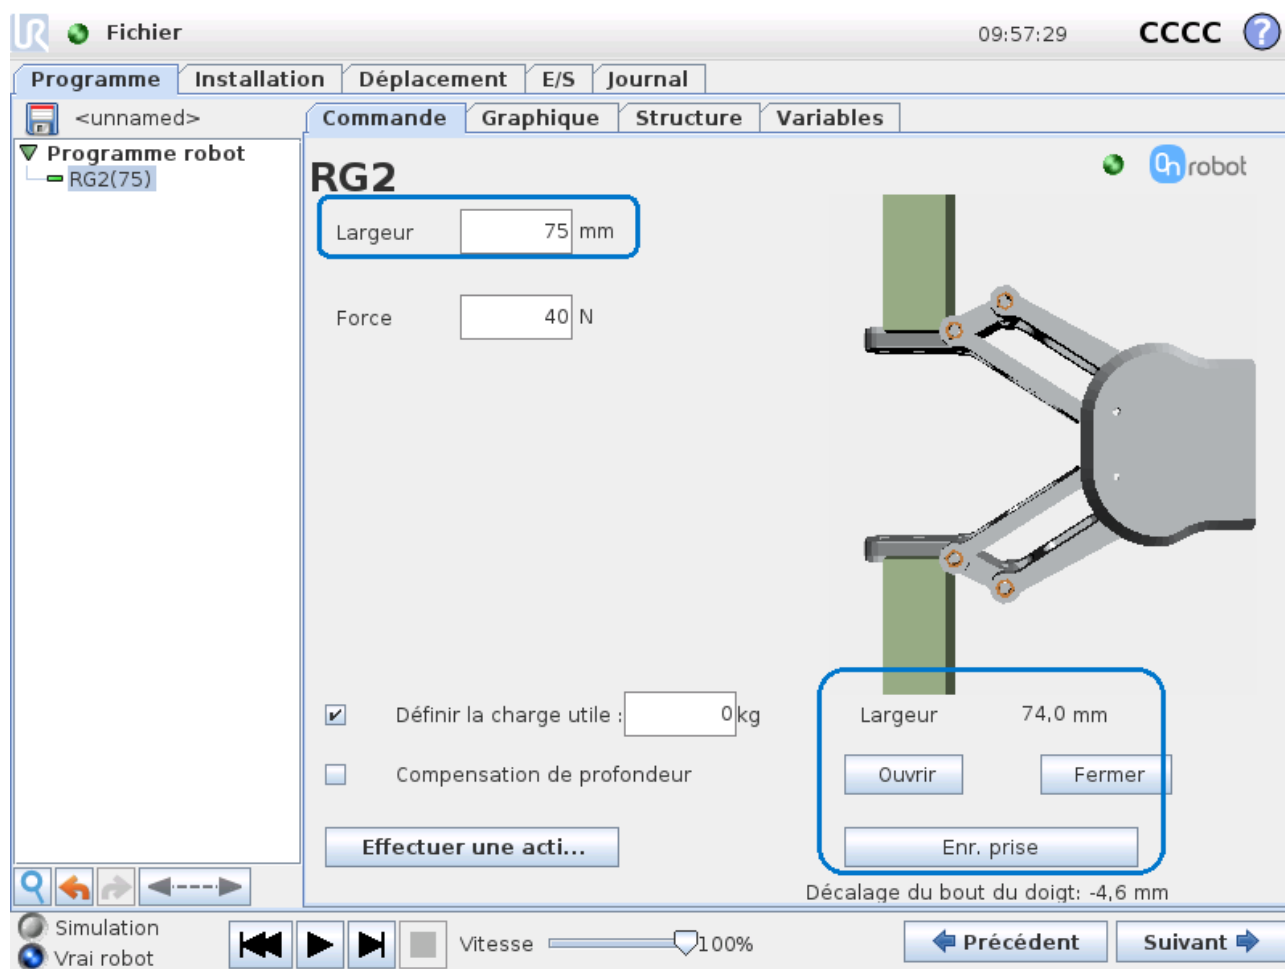 UR Fichier 09:57:29 CCCC ?
Programme Installation Déplacement E/S Journal
<unnamed> Commande Graphique Structure Variables
Programme robot
RG2(75)
RG2
On robot
Largeur 75 mm
Force 40 N
Définir la charge utile : 0 kg
Largeur 74,0 mm
Compensation de profondeur
Ouvrir Fermer
Effectuer une acti...
Enr. prise
Décalage du bout du doigt: -4,6 mm
Simulation
Vrai robot
Vitesse 100%
Précédent Suivant